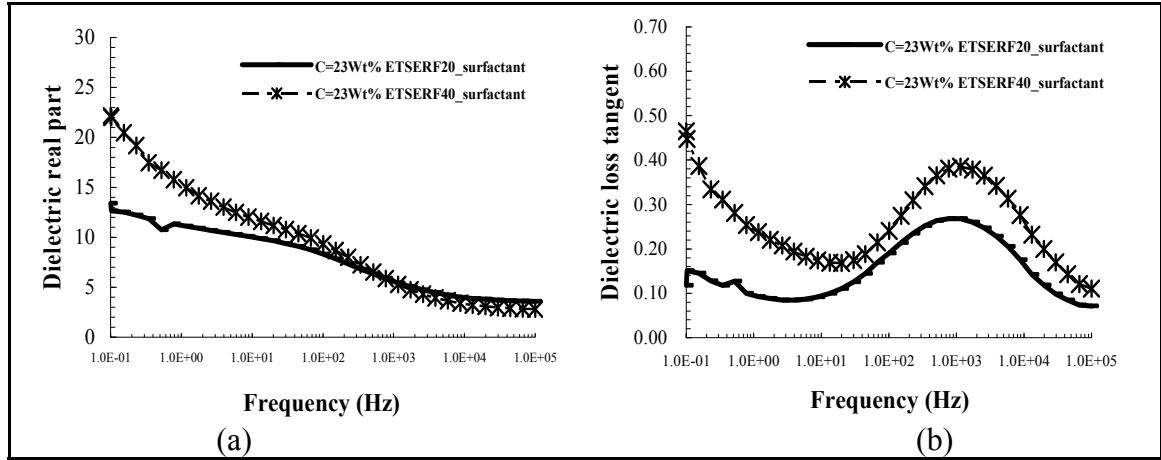 30
25
20
15
10
5
0
Dielectric real part
C=23Wt% ETSERF20_surfactant
C=23Wt% ETSERF40_surfactant
1.0E-01 1.0E+00 1.0E+01 1.0E+02 1.0E+03 1.0E+04 1.0E+05
Frequency (Hz)
(a)
0.70
0.60
0.50
0.40
0.30
0.20
0.10
0.00
Dielectric loss tangent
C=23Wt% ETSERF20_surfactant
C=23Wt% ETSERF40_surfactant
1.0E-01 1.0E+00 1.0E+01 1.0E+02 1.0E+03 1.0E+04 1.0E+05
Frequency (Hz)
(b)